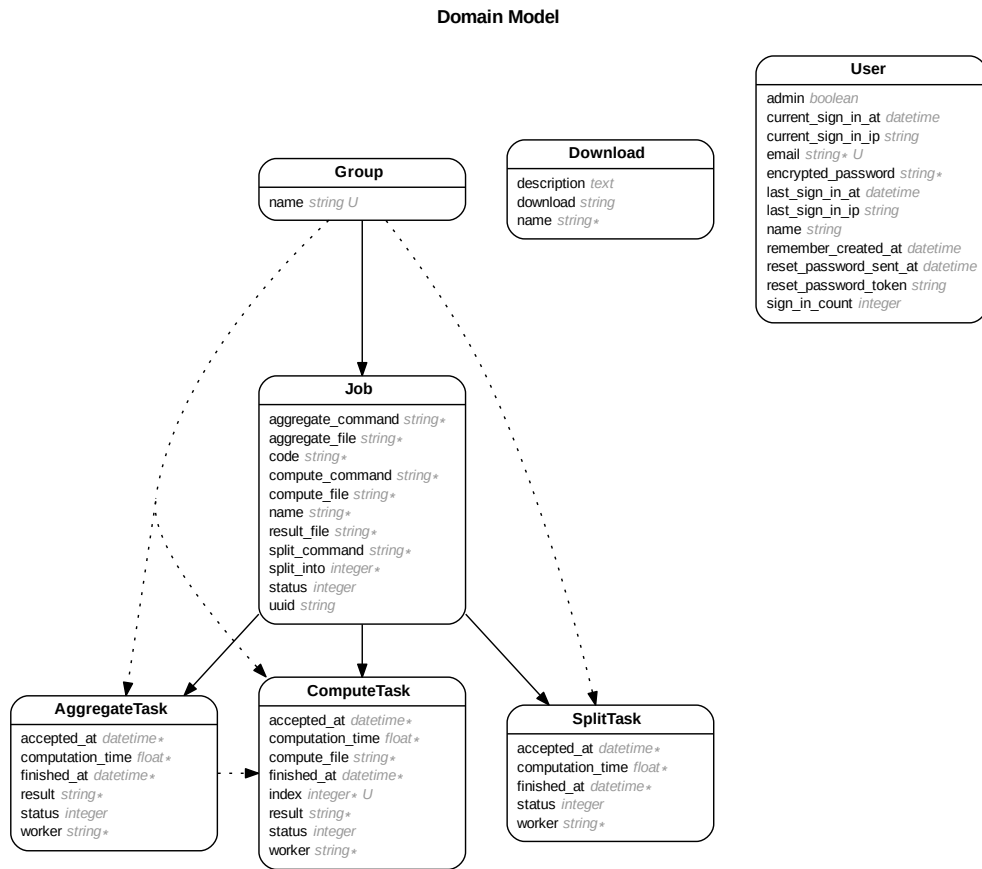 Domain Model
User
admin boolean
current_sign_in_at datetime
current_sign_in_ip string
email string* U
encrypted_password string*
last_sign_in_at datetime
last_sign_in_ip string
name string
remember_created_at datetime
reset_password_sent_at datetime
reset_password_token string
sign_in_count integer
Download
description text
download string
name string*
Group
name string U
Job
aggregate_command string*
aggregate_file string*
code string*
compute_command string*
compute_file string*
name string*
result_file string*
split_command string*
split_into integer*
status integer
uuid string
AggregateTask
accepted_at datetime*
computation_time float*
finished_at datetime*
result string*
status integer
worker string*
ComputeTask
accepted_at datetime*
computation_time float*
compute_file string*
finished_at datetime*
index integer* U
result string*
status integer
worker string*
SplitTask
accepted_at datetime*
computation_time float*
finished_at datetime*
status integer
worker string*